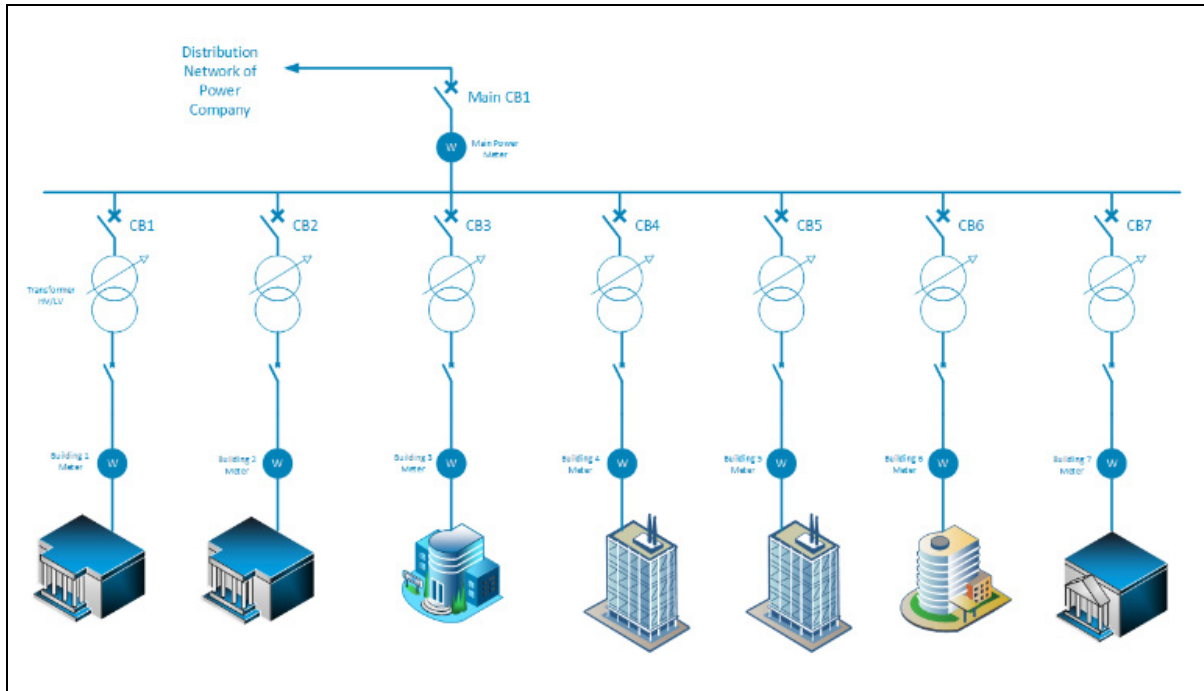 Distribution
Network of
Power
Company
Main CB1
W
Main Power
Meter
CB1
CB2
CB3
CB4
CB5
CB6
CB7
Transformer
HV/LV
Building 1
Meter
W
Building 2
Meter
W
Building 3
Meter
W
Building 4
Meter
W
Building 5
Meter
W
Building 6
Meter
W
Building 7
Meter
W